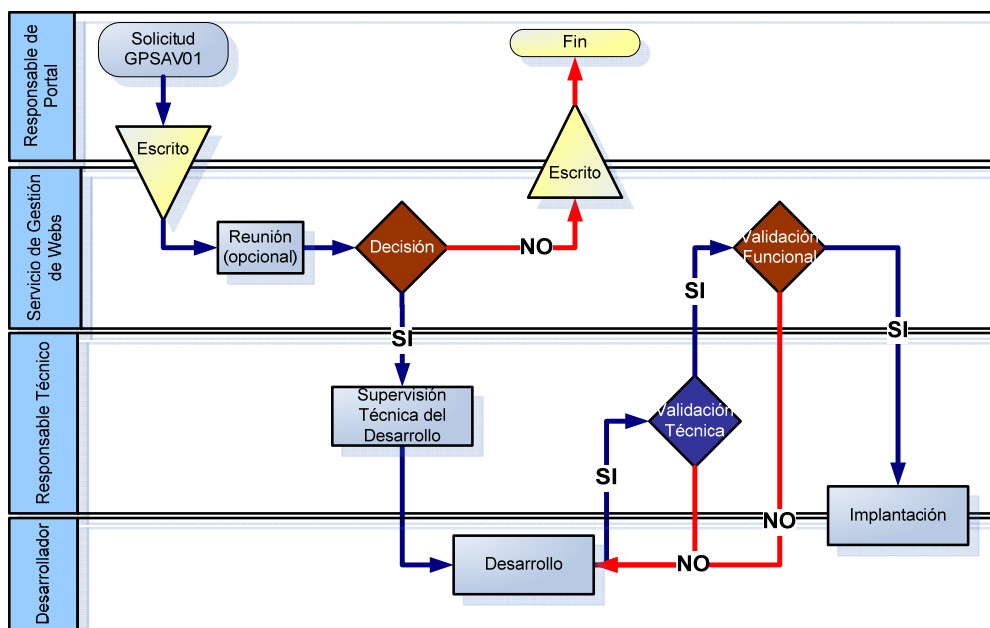 Responsable de
Portal
Solicitud
GPSAV01
Escrito
Fin
Escrito
Servicio de Gestión
de Webs
Reunión
(opcional)
Decisión
NO
SI
Validación
Funcional
SI
SI
Responsable Técnico
Supervisión
Técnica del
Desarrollo
Validación
Técnica
SI
NO
Implantación
Desarrollador
Desarrollo
NO